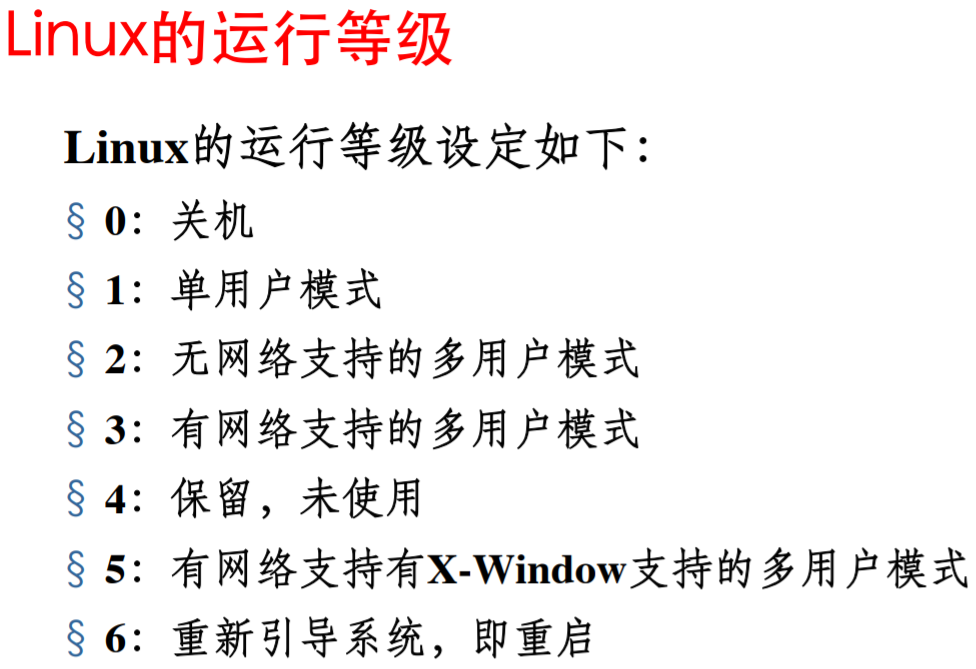 Linux的运行等级
Linux的运行等级设定如下：
§ 0：关机
§ 1：单用户模式
§ 2：无网络支持的多用户模式
§ 3：有网络支持的多用户模式
§ 4：保留，未使用
§ 5：有网络支持有X-Window支持的多用户模式
§ 6：重新引导系统，即重启